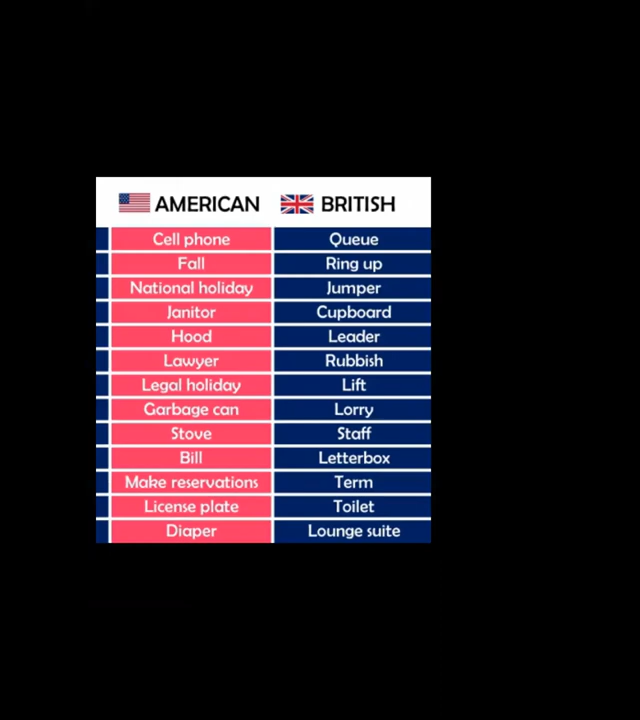 AMERICAN BRITISH
Cell phone Queue
Fall Ring up
National holiday Jumper
Janitor Cupboard
Hood Leader
Lawyer Rubbish
Legal holiday Lift
Garbage can Lorry
Stove Staff
Bill Letterbox
Make reservations Term
License plate Toilet
Diaper Lounge suite